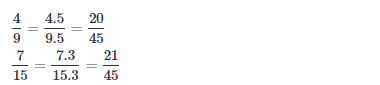 4/9 = 4.5/9.5 = 20/45
7/15 = 7.3/15.3 = 21/45